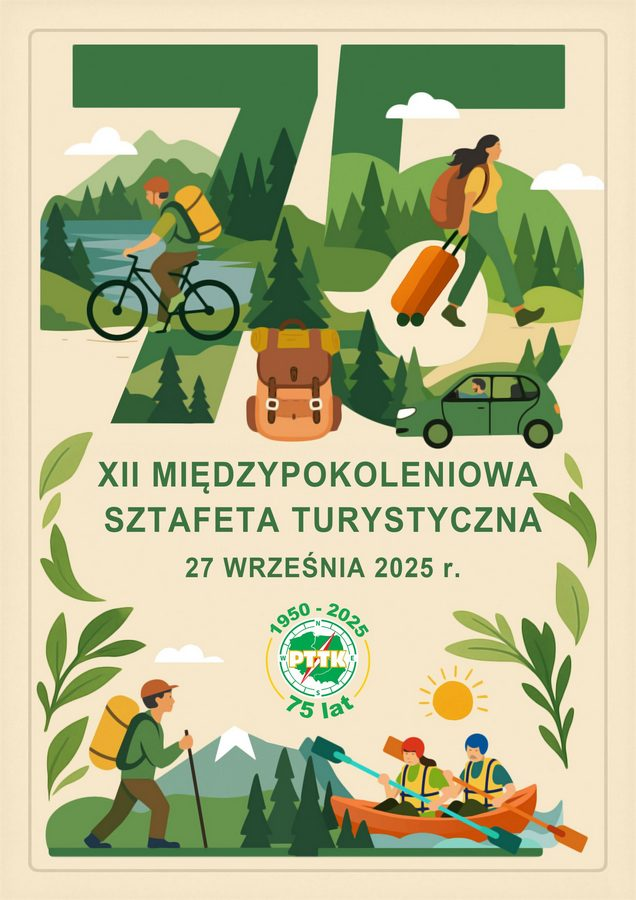 75
XII MIĘDZYPOKOLENIOWA
SZTAFETA TURYSTYCZNA
27 WRZEŚNIA 2025 r.
1950 - 2025
N
W PTTK E
S
75 lat